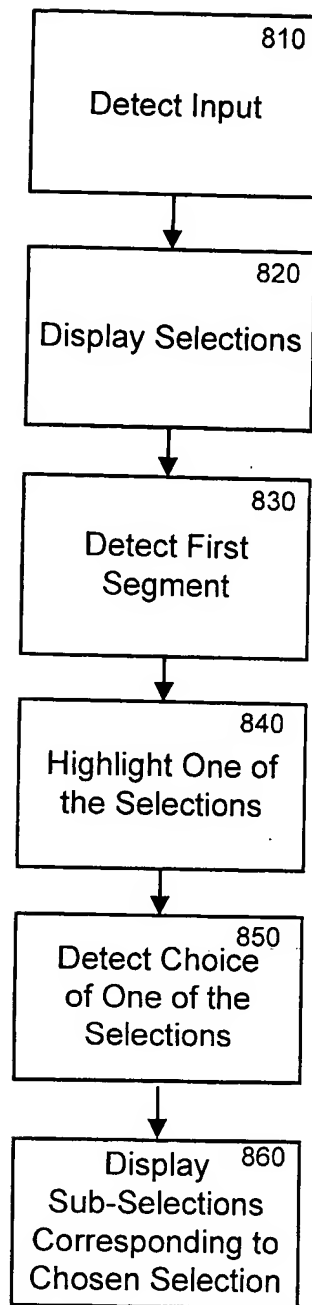 810
Detect Input
820
Display Selections
830
Detect First
Segment
840
Highlight One of
the Selections
850
Detect Choice
of One of the
Selections
860
Display
Sub-Selections
Corresponding to
Chosen Selection